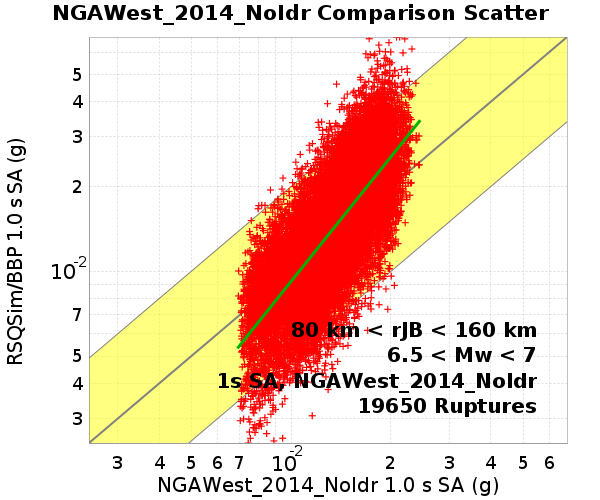 NGAWest_2014_NoIdr Comparison Scatter
RSQSim/BBP 1.0 s SA (g)
5
4
3
2
10-2
7
5
4
3
80 km < rJB < 160 km
6.5 < Mw < 7
1s SA, NGAWest_2014_NoIdr
19650 Ruptures
3 4 5 6 7 10-2 2 3 4 5 6
NGAWest_2014_NoIdr 1.0 s SA (g)